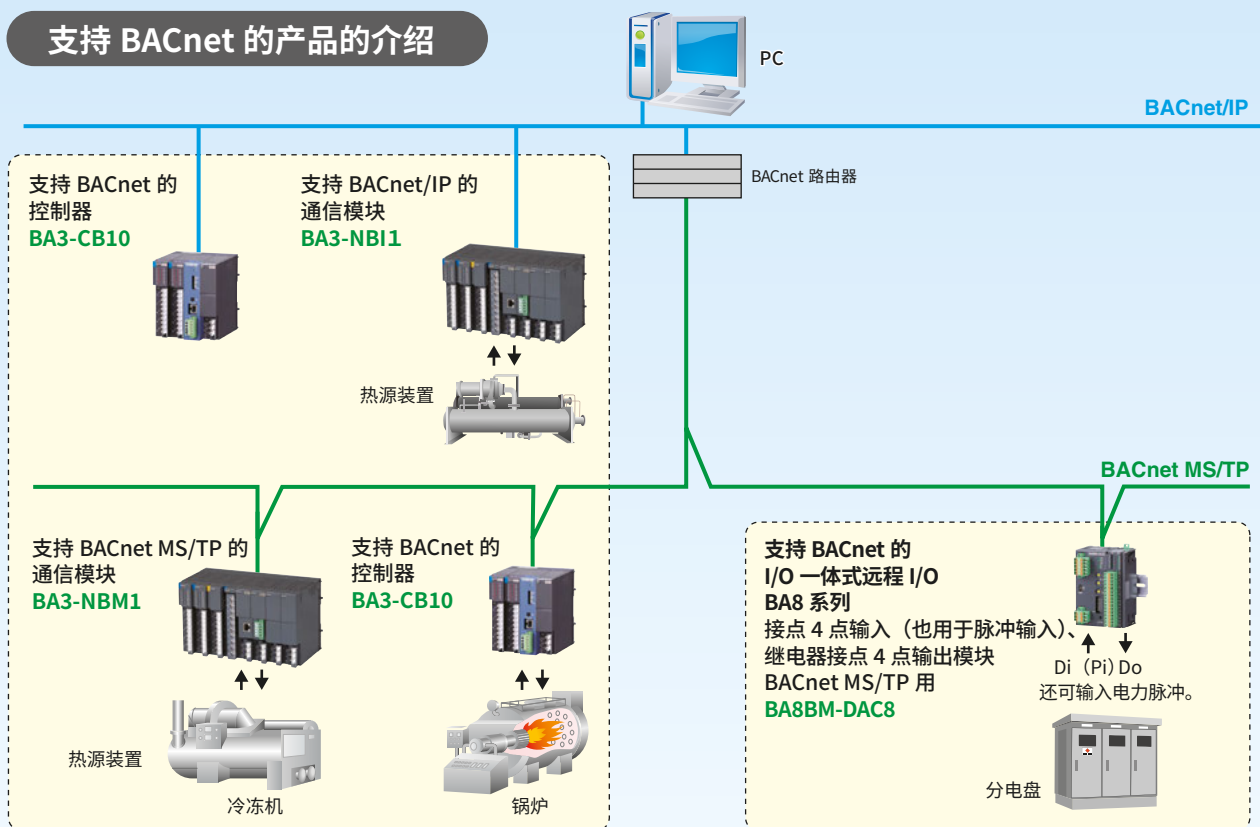 支持 BACnet 的产品的介绍
PC
BACnet/IP
BACnet 路由器
支持 BACnet 的
控制器
BA3-CB10
支持 BACnet/IP 的
通信模块
BA3-NBI1
热源装置
BACnet MS/TP
支持 BACnet MS/TP 的
通信模块
BA3-NBM1
热源装置
冷冻机
支持 BACnet 的
控制器
BA3-CB10
锅炉
支持 BACnet 的
I/O 一体式远程 I/O
BA8 系列
接点 4 点输入（也用于脉冲输入）、
继电器接点 4 点输出模块
BACnet MS/TP 用
BA8BM-DAC8
Di（Pi）Do
还可输入电力脉冲。
分电盘